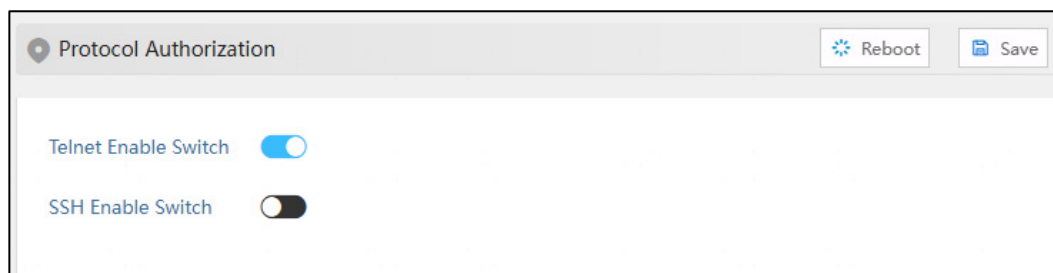 Protocol Authorization
Reboot
Save
Telnet Enable Switch
SSH Enable Switch